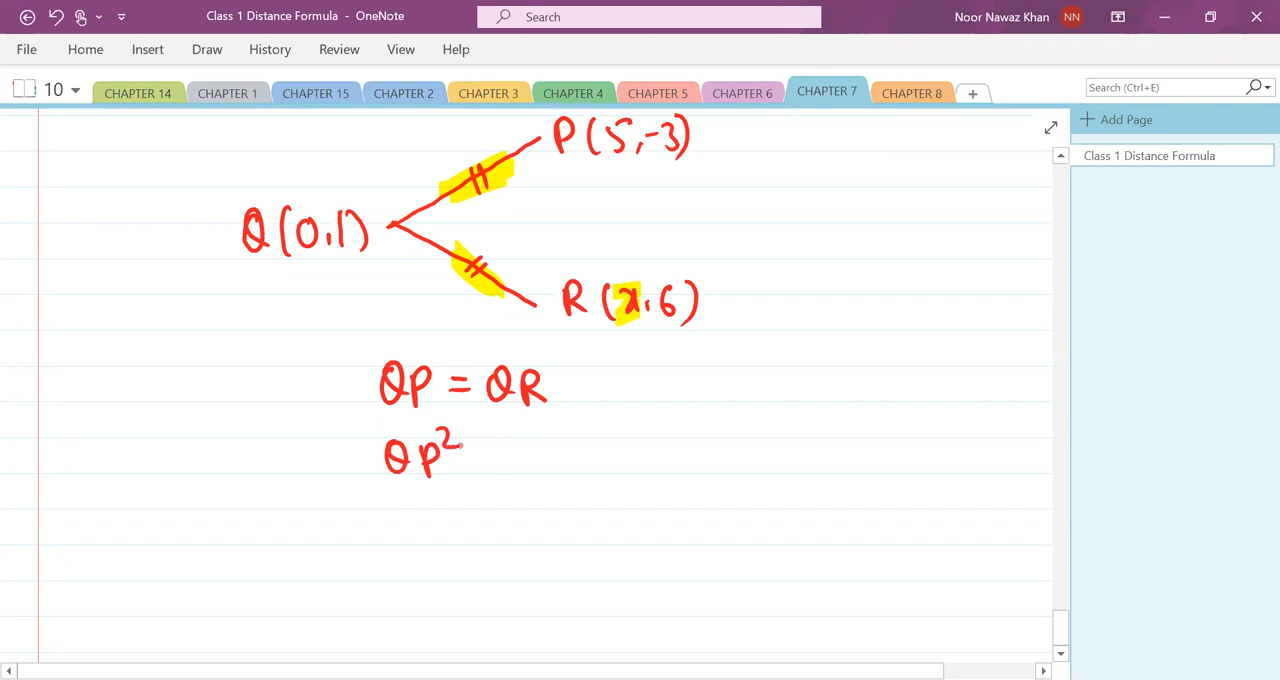 Class 1 Distance Formula - OneNote
Search
Noor Nawaz Khan NN
File Home Insert Draw History Review View Help
10 CHAPTER 14 CHAPTER 1 CHAPTER 15 CHAPTER 2 CHAPTER 3 CHAPTER 4 CHAPTER 5 CHAPTER 6 CHAPTER 7 CHAPTER 8
Search (Ctrl+E)
Add Page
Class 1 Distance Formula
P(5,-3)
Q(0,1)
R(x,6)
QP = QR
QP²